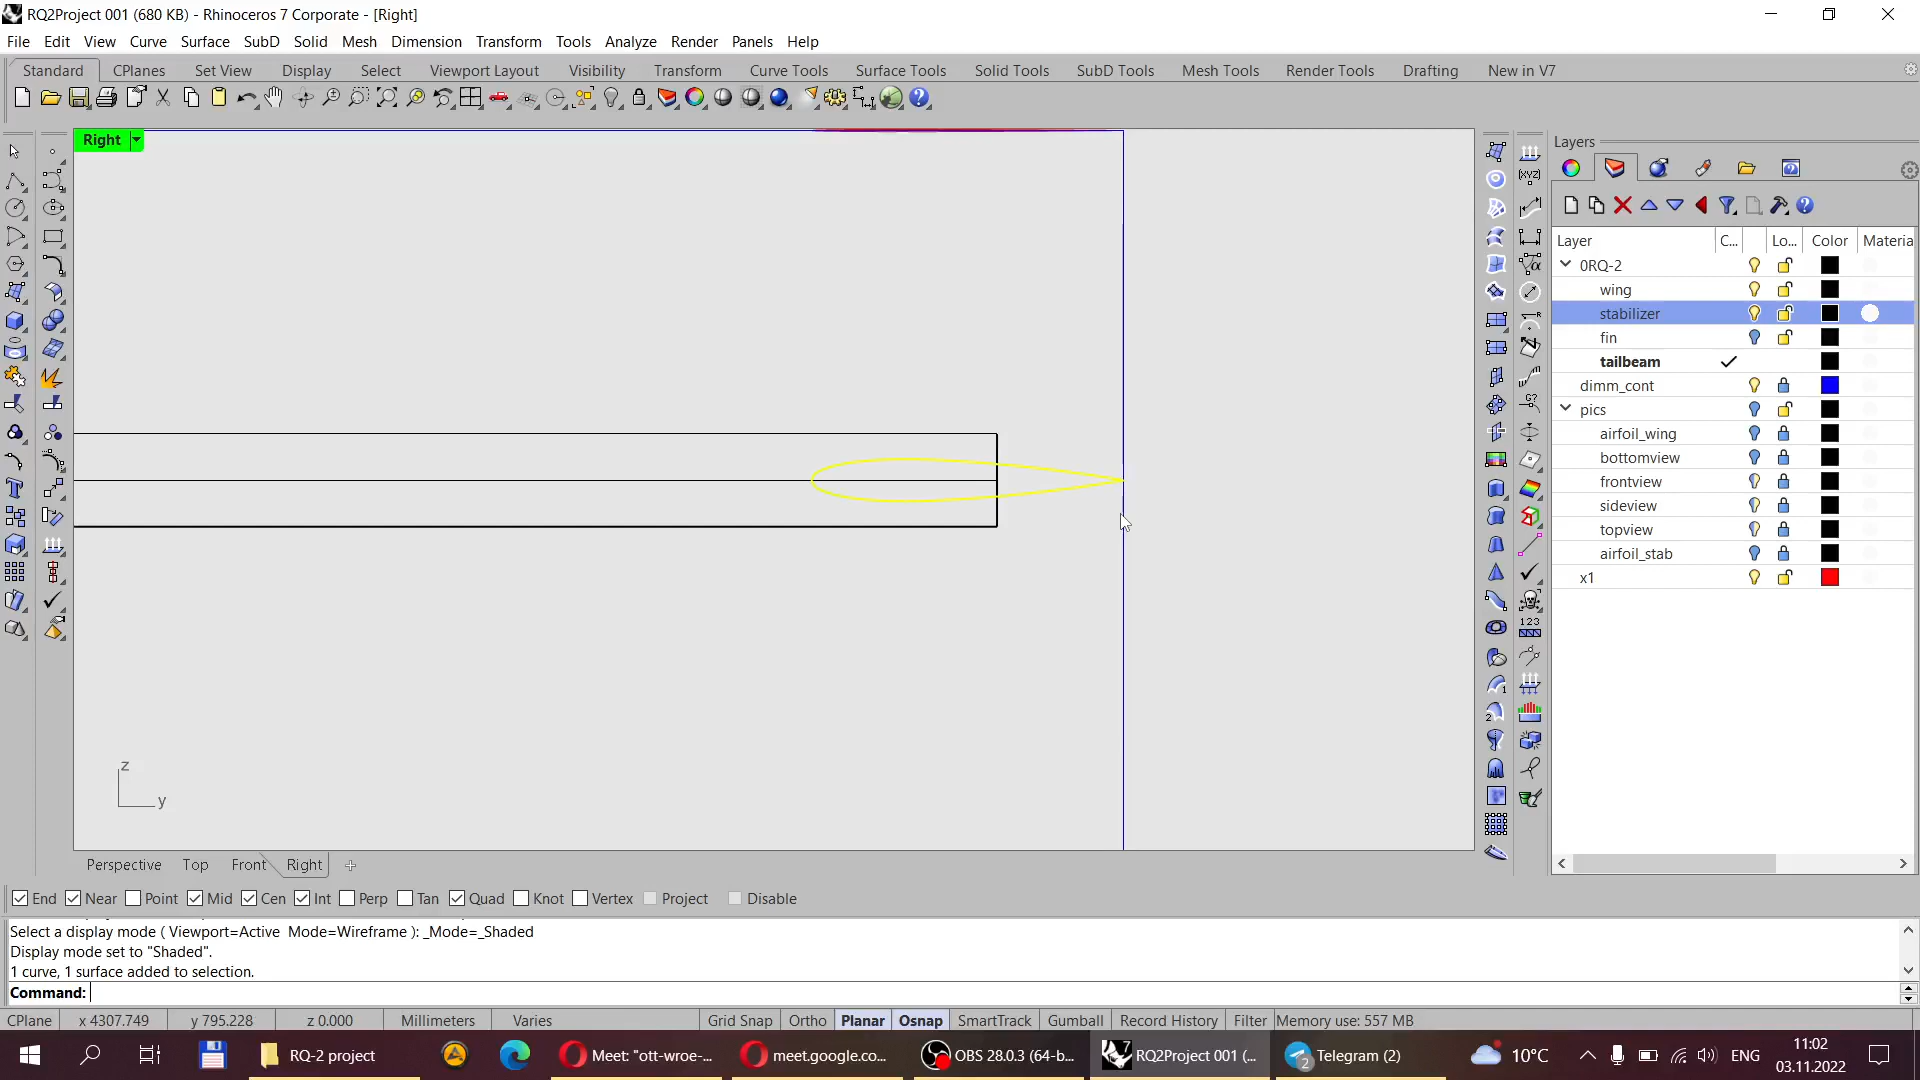 RQ2Project 001 (680 KB) - Rhinoceros 7 Corporate - [Right]
File Edit View Curve Surface SubD Solid Mesh Dimension Transform Tools Analyze Render Panels Help
Standard CPlanes Set View Display Select Viewport Layout Visibility Transform Curve Tools Surface Tools Solid Tools SubD Tools Mesh Tools Render Tools Drafting New in V7
Right
Layers
Layer C... Lo... Color Materia
0RQ-2
wing
stabilizer
fin
tailbeam
dimm_cont
pics
airfoil_wing
bottomview
frontview
sideview
topview
airfoil_stab
x1
z
y
Perspective Top Front Right
End Near Point Mid Cen Int Perp Tan Quad Knot Vertex Project Disable
Select a display mode ( Viewport=Active Mode=Wireframe ): _Mode=_Shaded
Display mode set to "Shaded".
1 curve, 1 surface added to selection.
Command:
CPlane x 4307.749 y 795.228 z 0.000 Millimeters Varies Grid Snap Ortho Planar Osnap SmartTrack Gumball Record History Filter Memory use: 557 MB
RQ-2 project Meet: "ott-wroe-... meet.google.co... OBS 28.0.3 (64-b... RQ2Project 001 (... 2 Telegram (2) 10°C ENG 11:02
03.11.2022